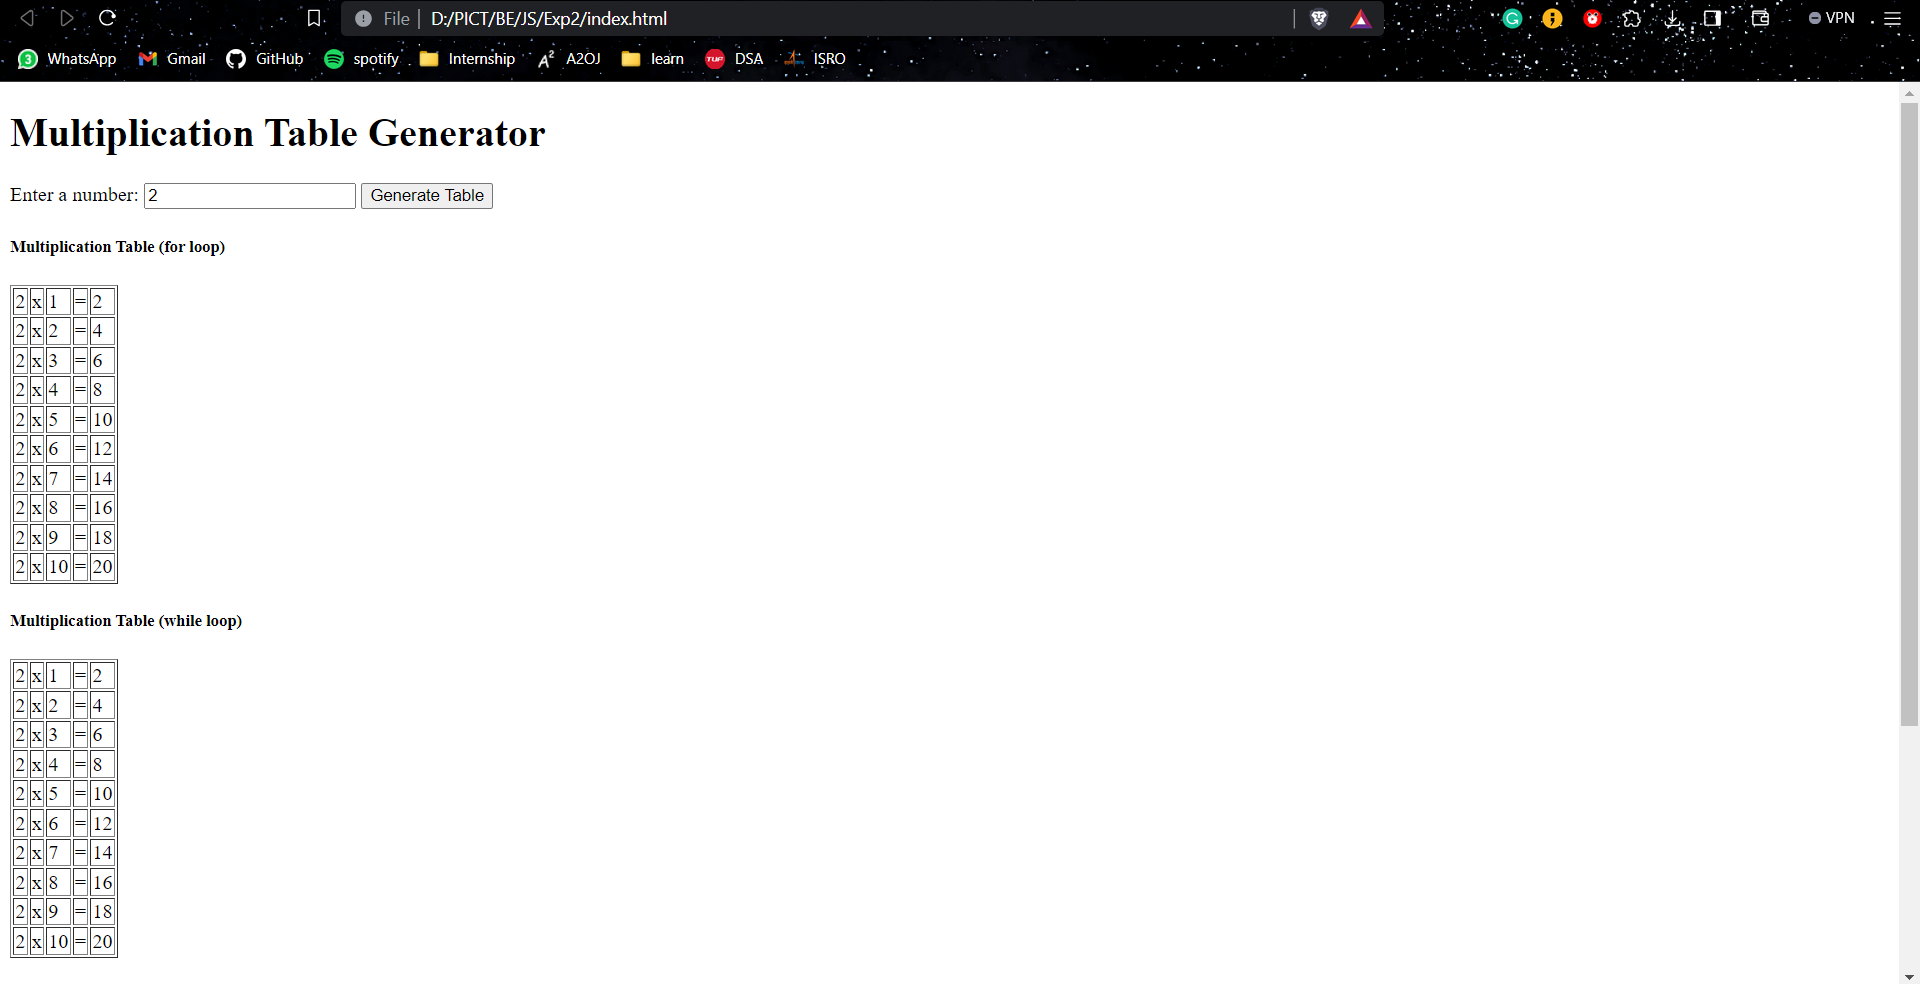 File D:/PICT/BE/JS/Exp2/index.html VPN
3 WhatsApp Gmail GitHub spotify Internship A² A2OJ learn TUF DSA ISRO
Multiplication Table Generator
Enter a number: 2 Generate Table
Multiplication Table (for loop)
2 x 1 = 2
2 x 2 = 4
2 x 3 = 6
2 x 4 = 8
2 x 5 = 10
2 x 6 = 12
2 x 7 = 14
2 x 8 = 16
2 x 9 = 18
2 x 10 = 20
Multiplication Table (while loop)
2 x 1 = 2
2 x 2 = 4
2 x 3 = 6
2 x 4 = 8
2 x 5 = 10
2 x 6 = 12
2 x 7 = 14
2 x 8 = 16
2 x 9 = 18
2 x 10 = 20